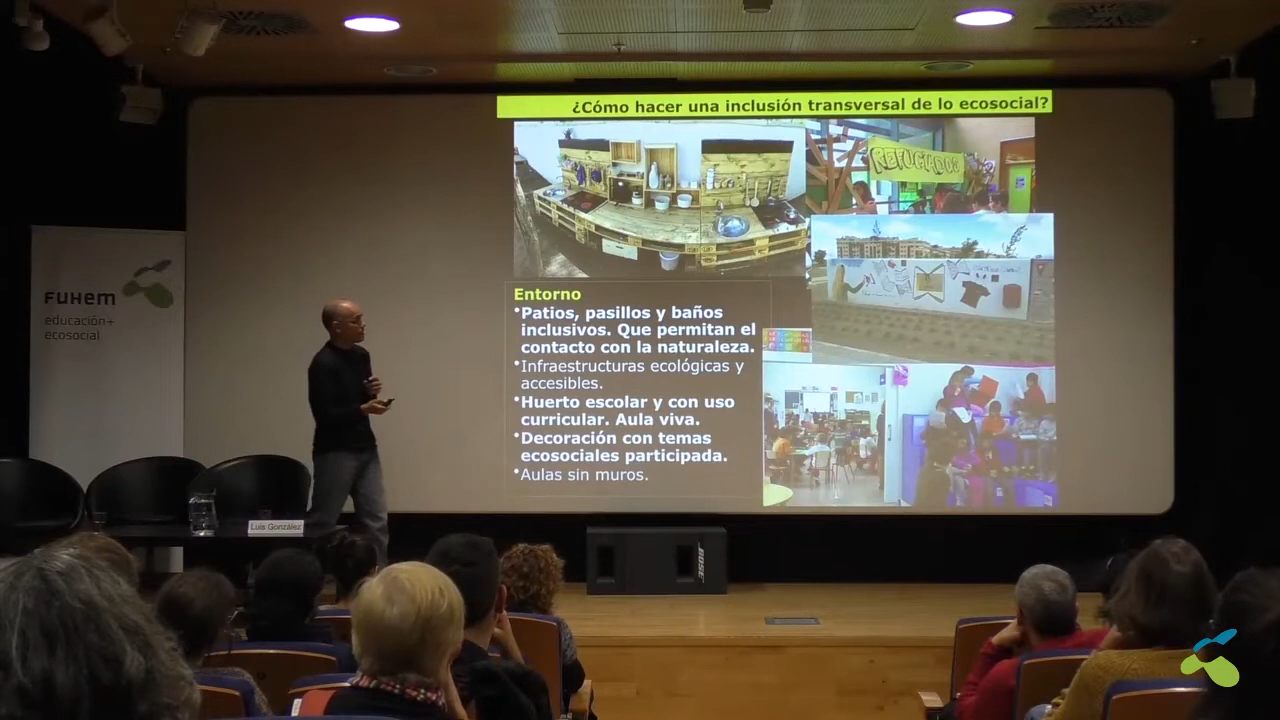 ¿Cómo hacer una inclusión transversal de lo ecosocial?
REFUGIADOS
FUHem
educación+
ecosocial
Entorno
•Patios, pasillos y baños
inclusivos. Que permitan el
contacto con la naturaleza.
•Infraestructuras ecológicas y
accesibles.
•Huerto escolar y con uso
curricular. Aula viva.
•Decoración con temas
ecosociales participada.
•Aulas sin muros.
Luis González
BOSE